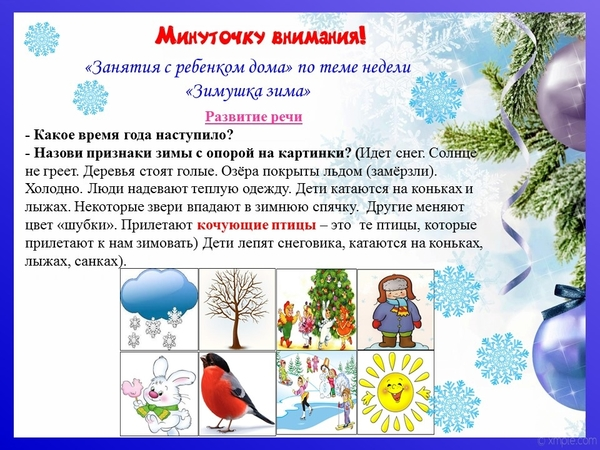 Минуточку внимания!
«Занятия с ребенком дома» по теме недели
«Зимушка зима»
Развитие речи
- Какое время года наступило?
- Назови признаки зимы с опорой на картинки? (Идет снег. Солнце
не греет. Деревья стоят голые. Озёра покрыты льдом (замёрзли).
Холодно. Люди надевают теплую одежду. Дети катаются на коньках и
лыжах. Некоторые звери впадают в зимнюю спячку. Другие меняют
цвет «шубки». Прилетают кочующие птицы – это те птицы, которые
прилетают к нам зимовать) Дети лепят снеговика, катаются на коньках,
лыжах, санках).
© xmple.com